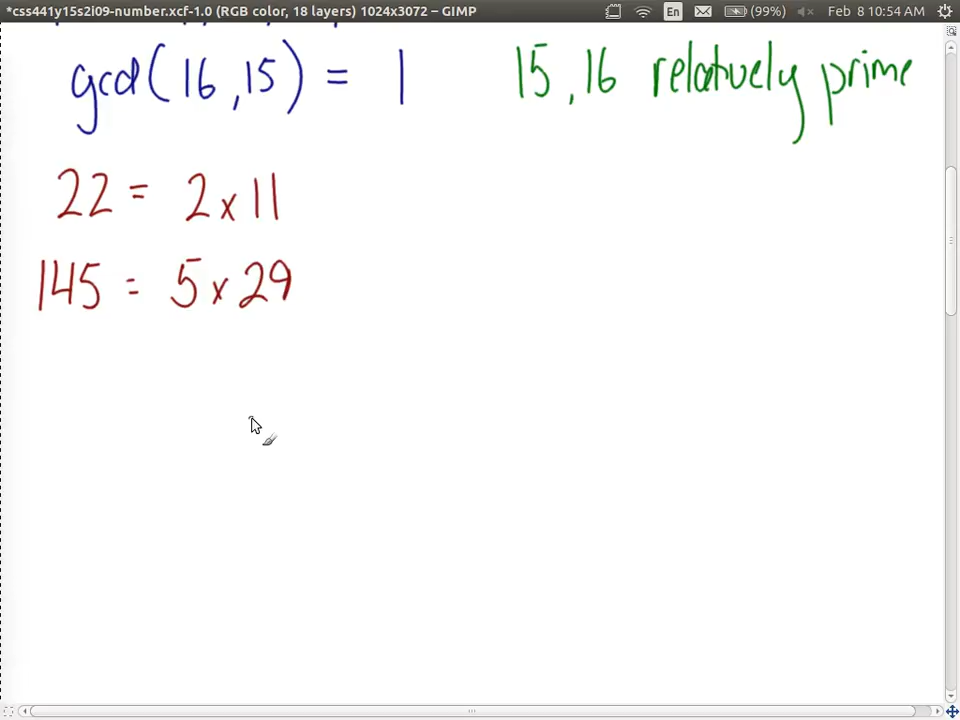 *css441y15s2i09-number.xcf-1.0 (RGB color, 18 layers) 1024x3072 – GIMP En (99%) Feb 8 10:54 AM
gcd(16,15) = 1 15,16 relatively prime
22 = 2 x 11
145 = 5 x 29